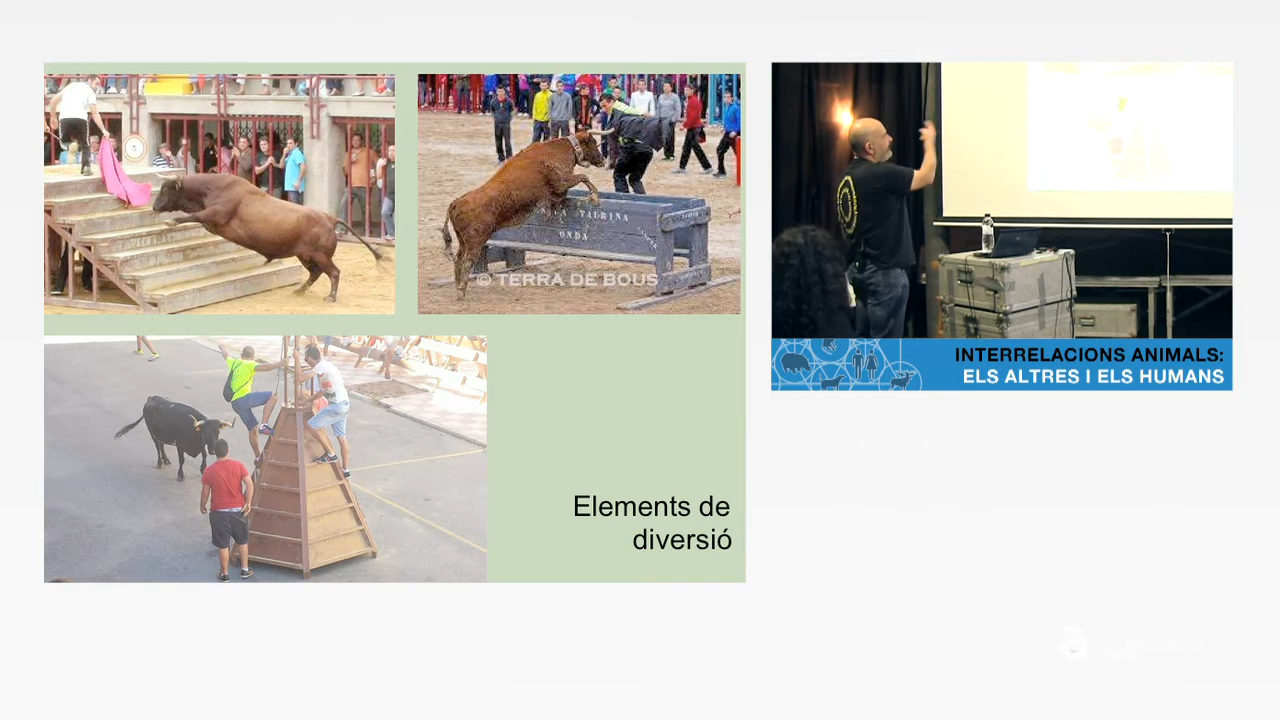 TAURINA
ONDA
© TERRA DE BOUS
Elements de
diversió
INTERRELACIONS ANIMALS:
ELS ALTRES I ELS HUMANS